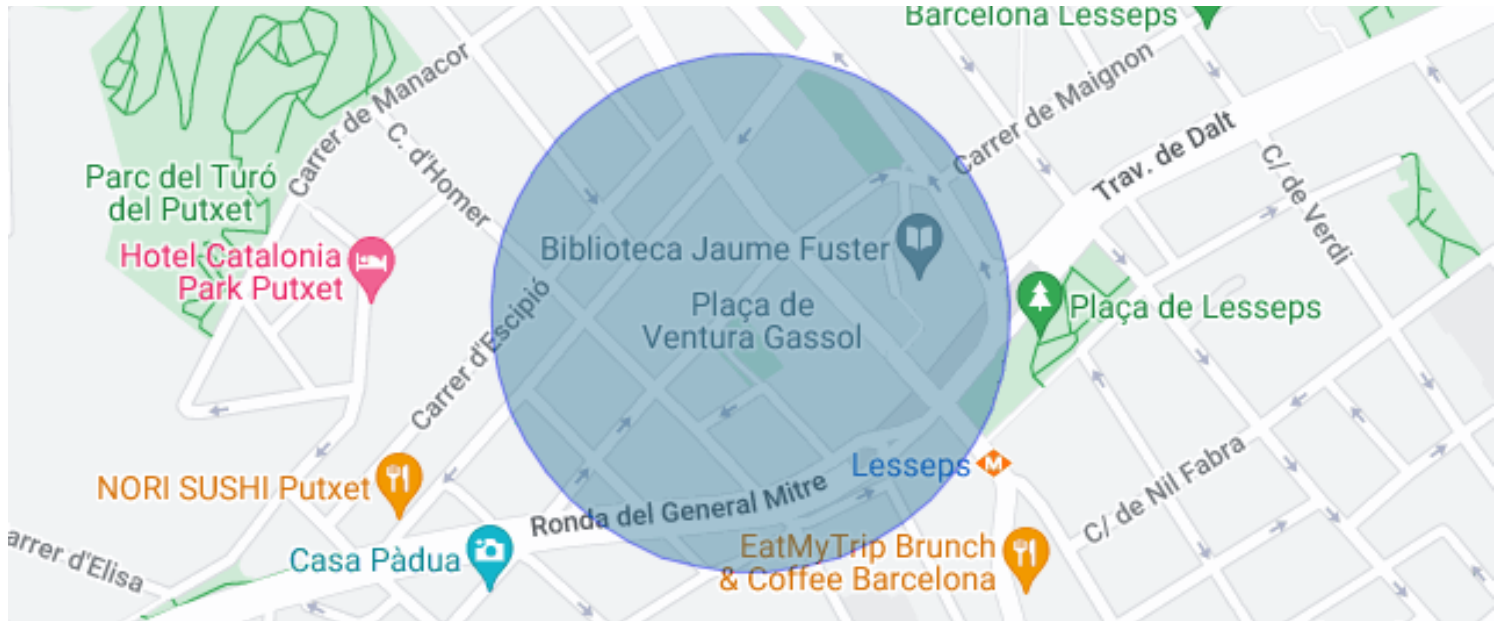 Barcelona Lesseps
Carrer de Manacor
C. d'Homer
Carrer de Maignon
Trav. de Dalt
C/ de Verdi
Parc del Turó
del Putxet
Hotel Catalonia
Park Putxet
Biblioteca Jaume Fuster
Plaça de
Ventura Gassol
Plaça de Lesseps
Carrer d'Escipió
NORI SUSHI Putxet
Lesseps M
Ronda del General Mitre
C/ de Nil Fabra
arrer d'Elisa
Casa Pàdua
EatMyTrip Brunch
& Coffee Barcelona